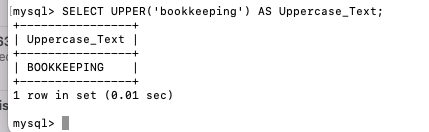 mysql> SELECT UPPER('bookkeeping') AS Uppercase_Text;
+----------------+
| Uppercase_Text |
+----------------+
| BOOKKEEPING    |
+----------------+
1 row in set (0.01 sec)
mysql>